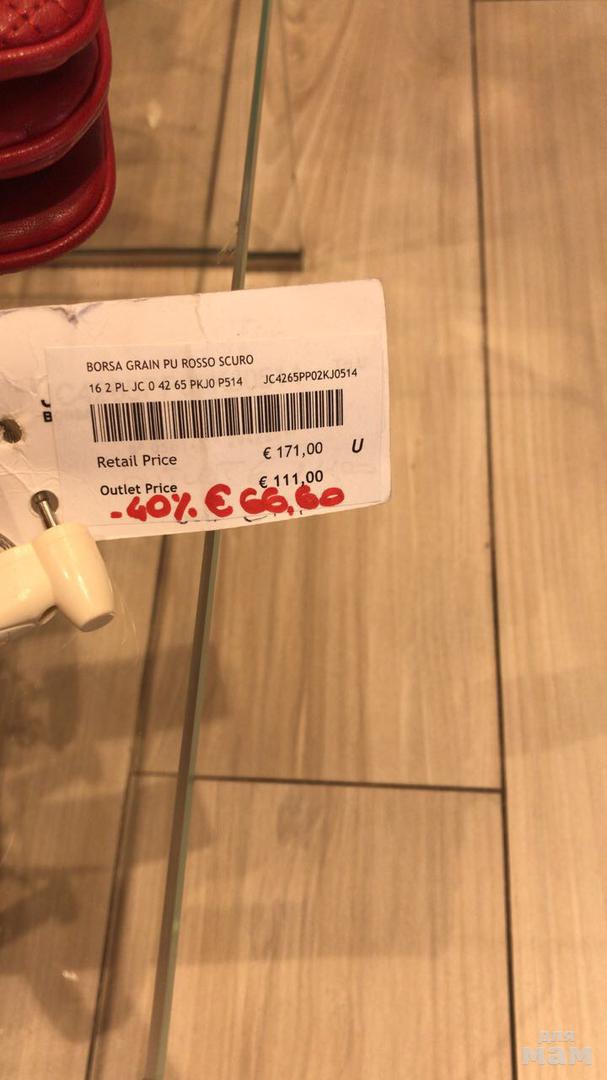 BORSA GRAIN PU ROSSO SCURO
16 2 PL JC 0 42 65 PKJ0 P514 JC4265PP02KJ0514
Retail Price € 171,00 U
Outlet Price € 111,00
-40% € 66,60
для
мам